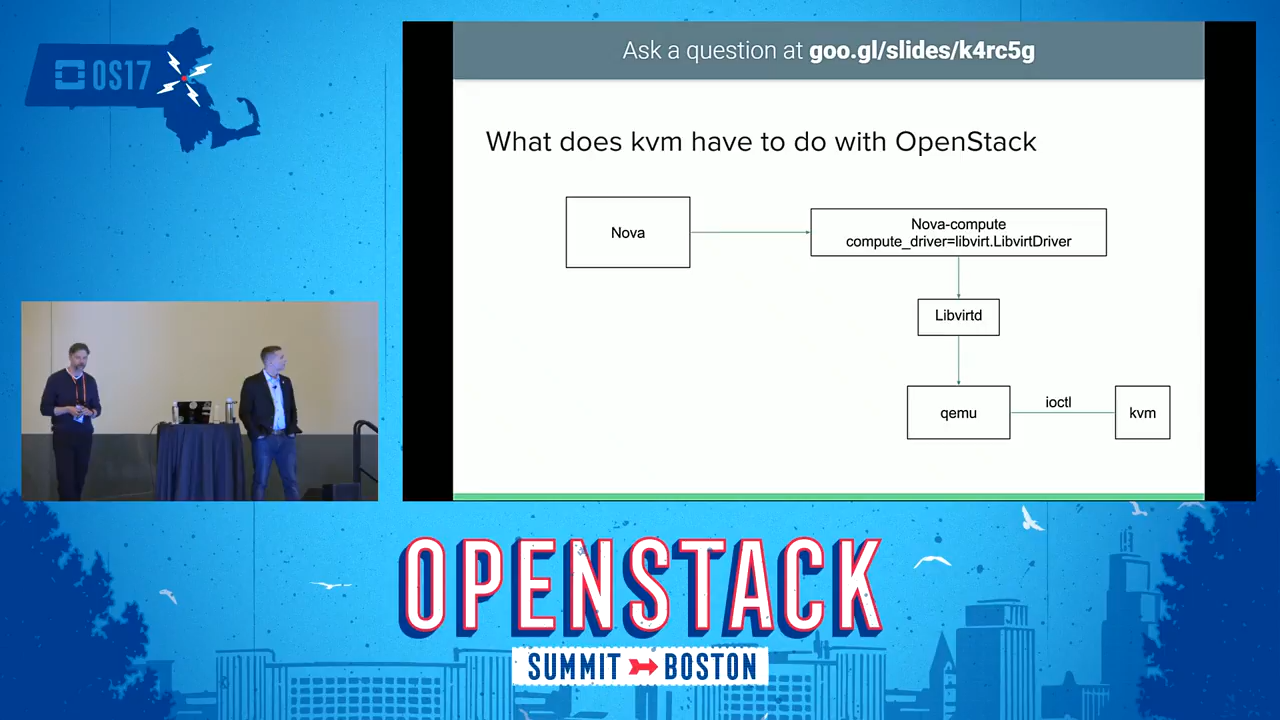 OS17
Ask a question at goo.gl/slides/k4rc5g
What does kvm have to do with OpenStack
Nova
Nova-compute
compute_driver=libvirt.LibvirtDriver
Libvirtd
qemu
ioctl
kvm
OPENSTACK
SUMMIT BOSTON